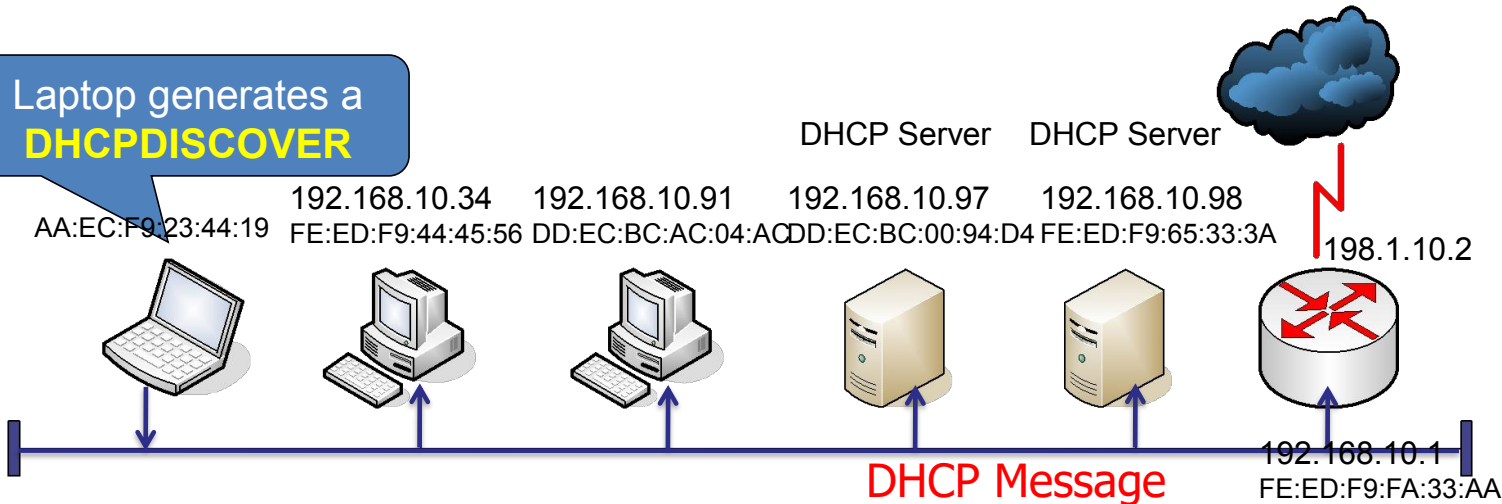 Laptop generates a
DHCPDISCOVER
DHCP Server DHCP Server
192.168.10.34 192.168.10.91 192.168.10.97 192.168.10.98
AA:EC:F9:23:44:19 FE:ED:F9:44:45:56 DD:EC:BC:AC:04:AC DD:EC:BC:00:94:D4 FE:ED:F9:65:33:3A
198.1.10.2
192.168.10.1
DHCP Message
FE:ED:F9:FA:33:AA